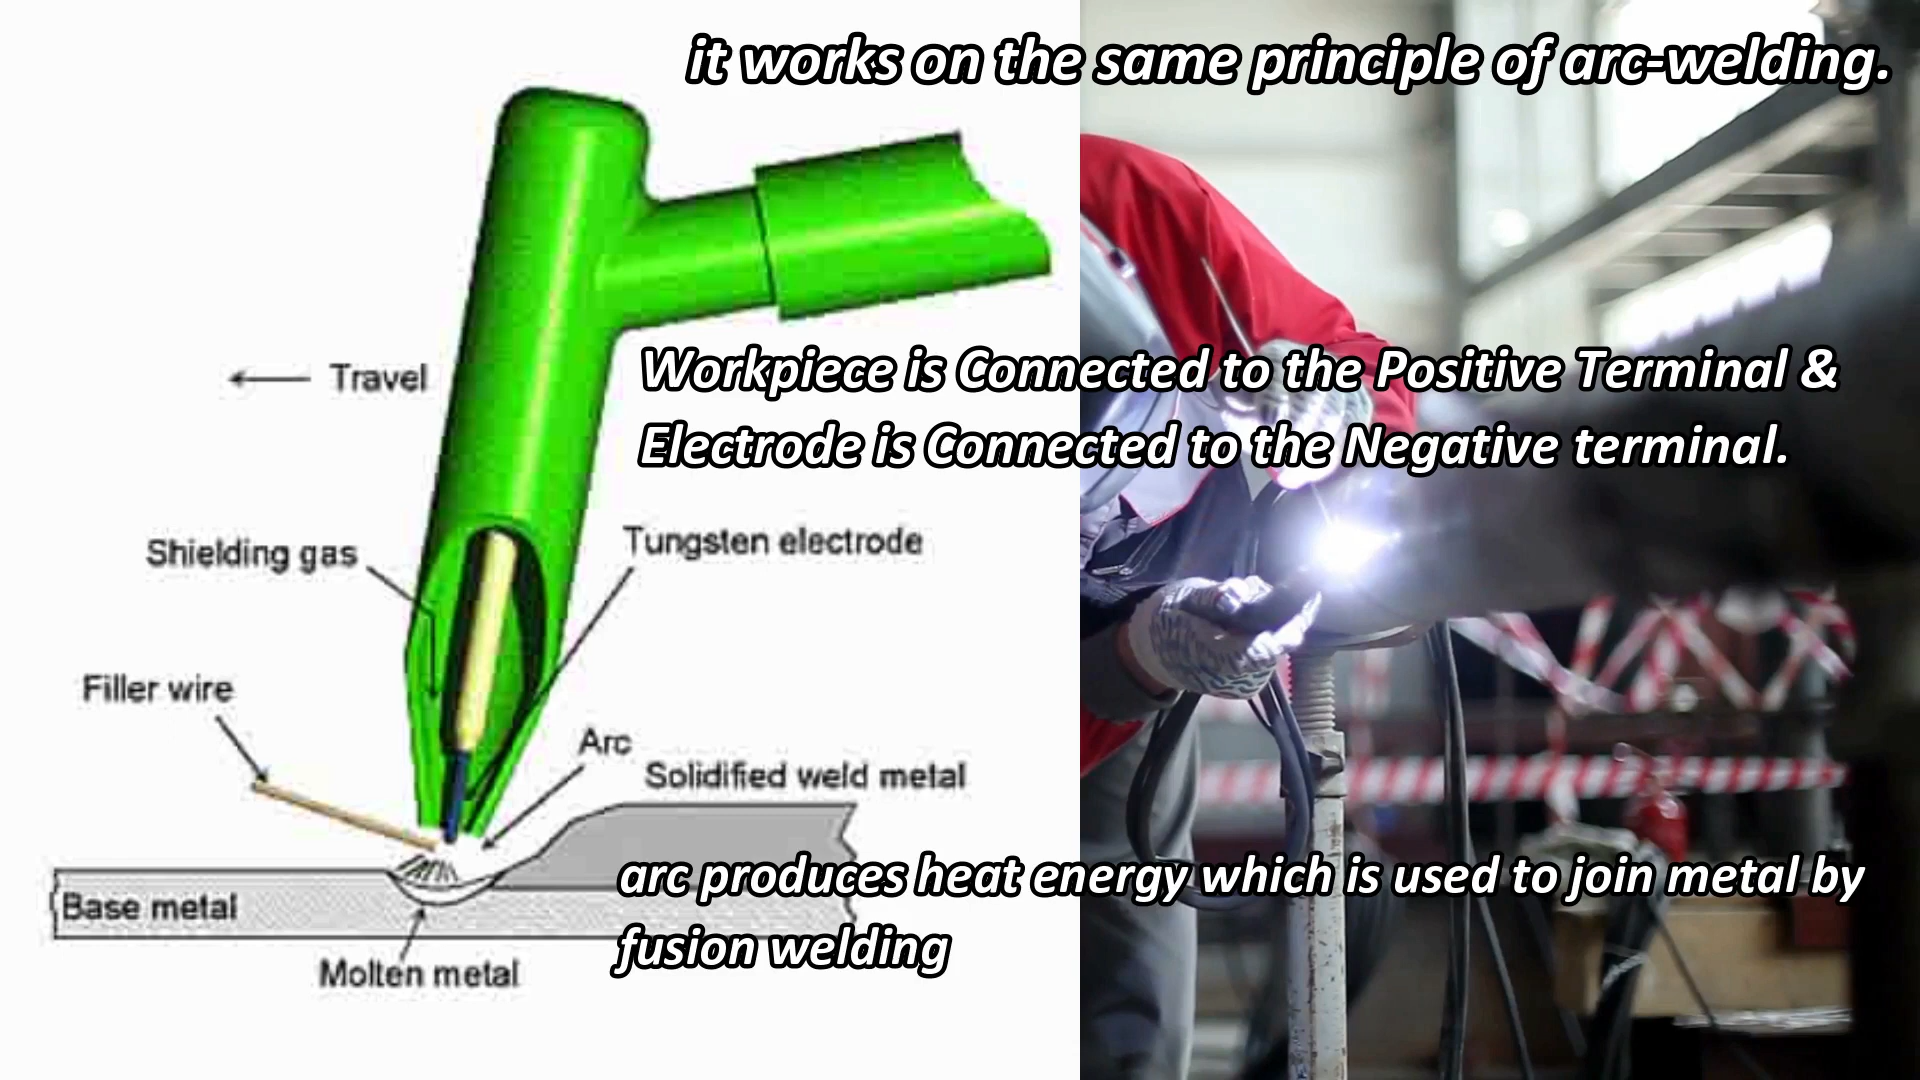 it works on the same principle of arc-welding.
Workpiece is Connected to the Positive Terminal &
Electrode is Connected to the Negative terminal.
Travel
Shielding gas
Tungsten electrode
Filler wire
Arc
Solidified weld metal
arc produces heat energy which is used to join metal by
fusion welding
Base metal
Molten metal